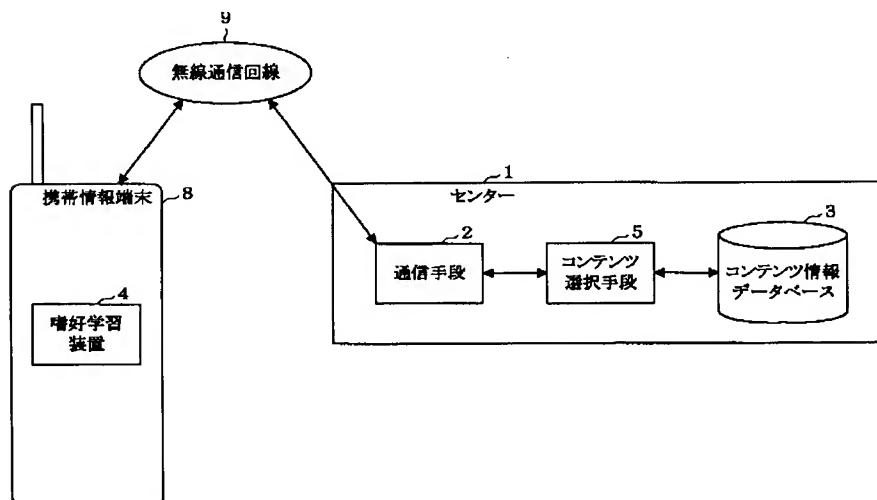 9
無線通信回線
携帯情報端末
8
4
嗜好学習
装置
1
センター
2
通信手段
5
コンテンツ
選択手段
3
コンテンツ情報
データベース